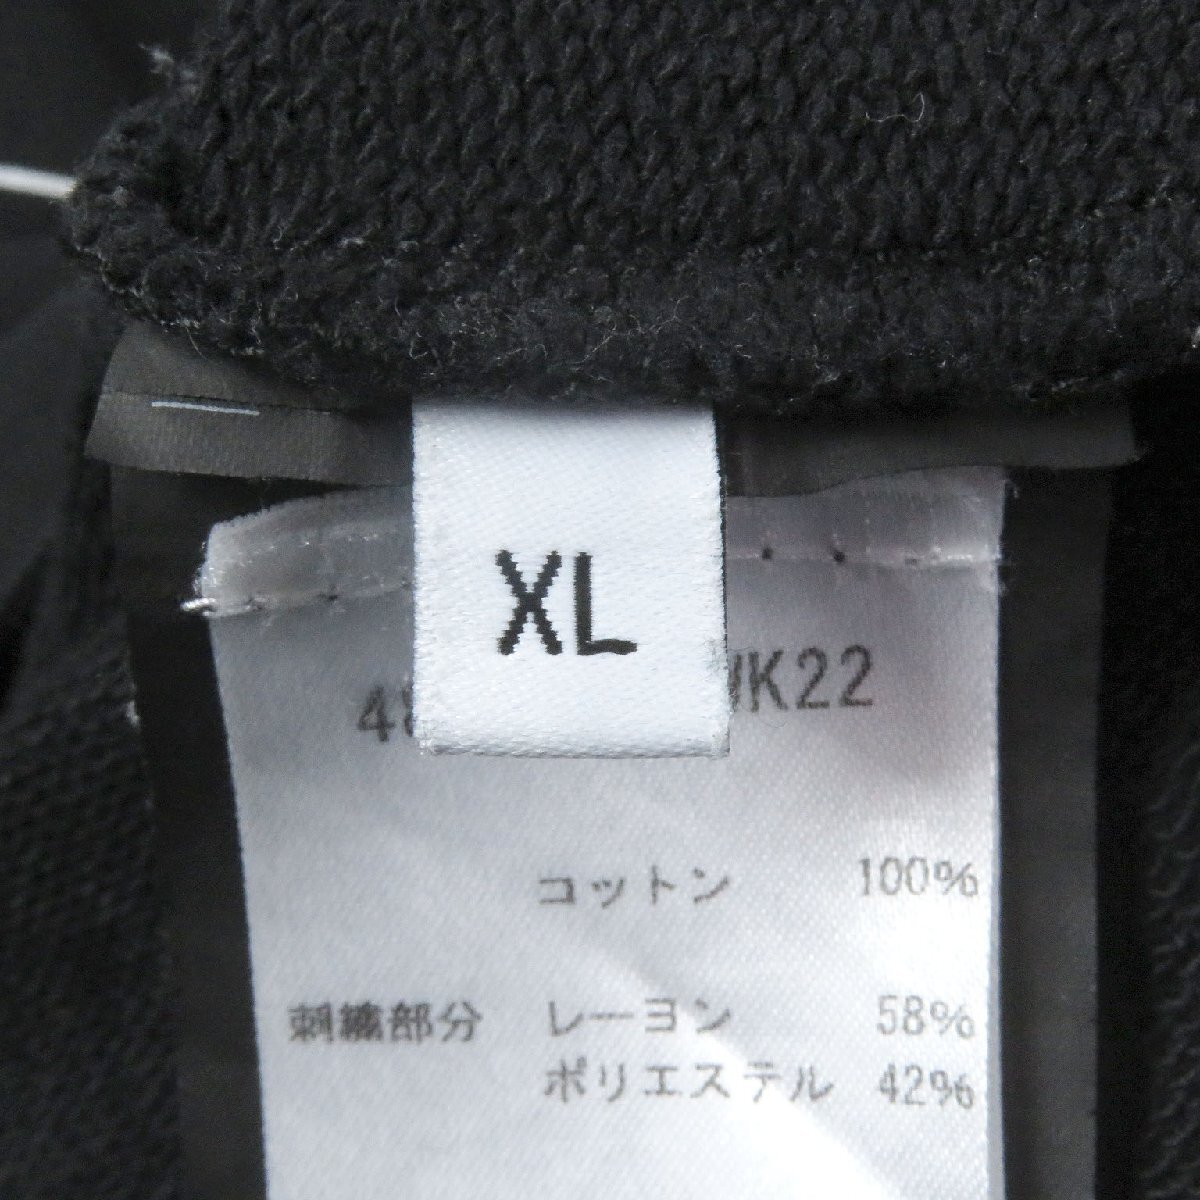 XL
K22
コットン 100%
刺繍部分 レーヨン 58%
ポリエステル 42%